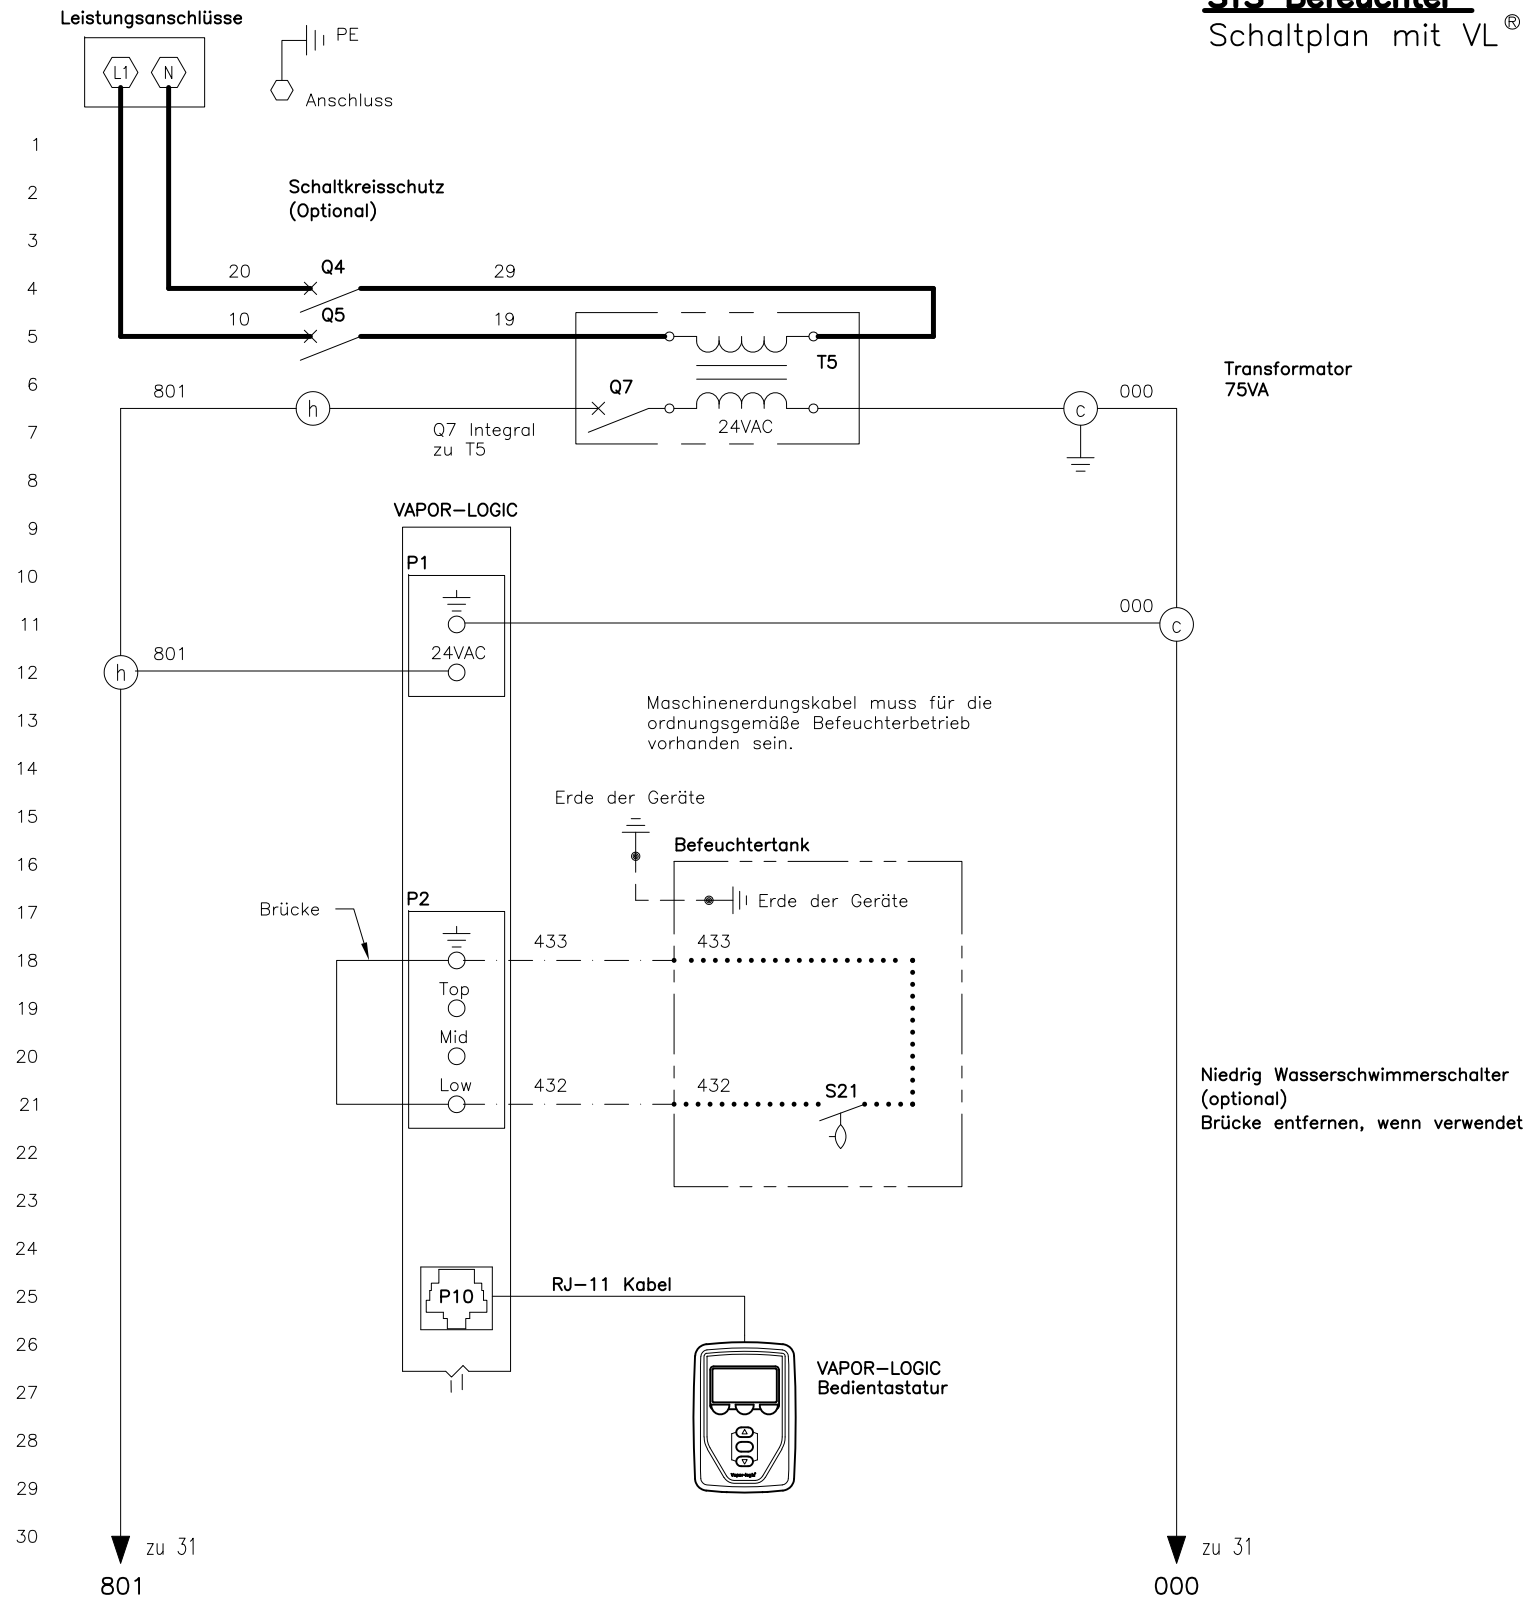 STS Befeuchter
Schaltplan mit VL®
Leistungsanschlüsse
L1 N
PE
Anschluss
1
2
Schaltkreisschutz
(Optional)
3
20 Q4 29
4
10 Q5 19
5
T5
Transformator
75VA
6
801 h Q7 c 000
24VAC
Q7 Integral
zu T5
7
8
VAPOR-LOGIC
9
P1
10
000
11
c
24VAC
801
12
h
Maschinenerdungskabel muss für die
ordnungsgemäße Befeuchterbetrieb
vorhanden sein.
13
14
Erde der Geräte
15
Befeuchtertank
16
P2
Erde der Geräte
Brücke
17
433 433
18
Top
19
Mid
20
Low 432 432 S21
21
Niedrig Wasserschwimmerschalter
(optional)
Brücke entfernen, wenn verwendet
22
23
24
RJ-11 Kabel
25
P10
26
VAPOR-LOGIC
Bedientastatur
27
28
Vapor-logic
29
30
zu 31 zu 31
801 000